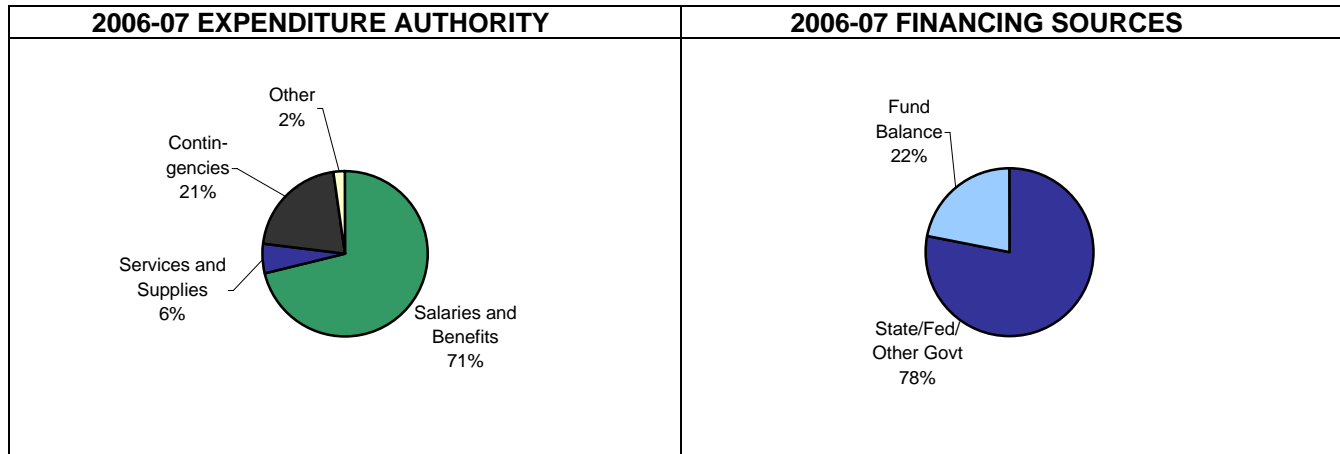 2006-07 EXPENDITURE AUTHORITY
Other
2%
Contin-
gencies
21%
Services and
Supplies
6%
Salaries and
Benefits
71%
2006-07 FINANCING SOURCES
Fund
Balance
22%
State/Fed/
Other Govt
78%